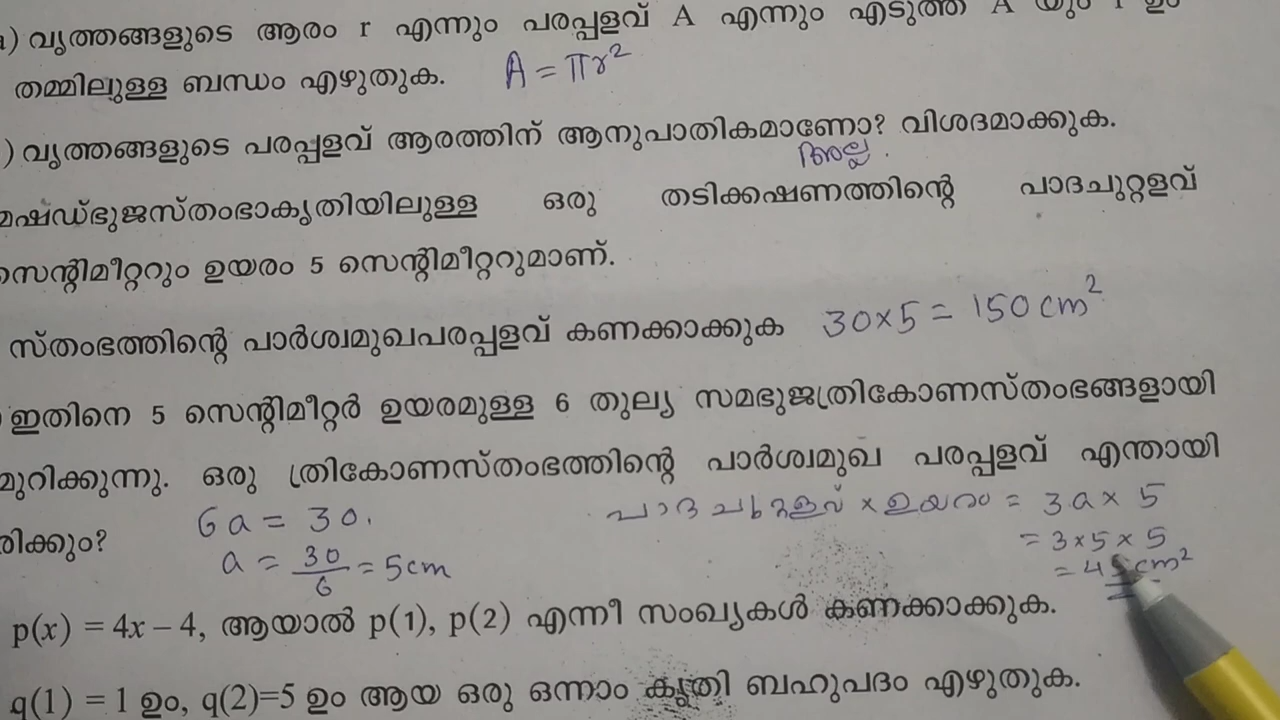 വൃത്തങ്ങളുടെ ആരം r എന്നും പരപ്പളവ് A എന്നും എടുത്ത് A യും r ഉം
തമ്മിലുള്ള ബന്ധം എഴുതുക. A = πr²
) വൃത്തങ്ങളുടെ പരപ്പളവ് ആരത്തിന് ആനുപാതികമാണോ? വിശദമാക്കുക.
അല്ല.
മഷഡ്ഭുജസ്തംഭാകൃതിയിലുള്ള ഒരു തടിക്കഷണത്തിന്റെ പാദചുറ്റളവ്
സെന്റിമീറ്ററും ഉയരം 5 സെന്റിമീറ്ററുമാണ്.
സ്തംഭത്തിന്റെ പാർശ്വമുഖപരപ്പളവ് കണക്കാക്കുക 30×5 = 150 cm²
ഇതിനെ 5 സെന്റിമീറ്റർ ഉയരമുള്ള 6 തുല്യ സമഭുജത്രികോണസ്തംഭങ്ങളായി
മുറിക്കുന്നു. ഒരു ത്രികോണസ്തംഭത്തിന്റെ പാർശ്വമുഖ പരപ്പളവ് എന്തായി
രിക്കും? 6a = 30. പാദചുറ്റളവ് × ഉയരം = 3a × 5
a = 30/6 = 5cm = 3×5×5
= 45cm²
p(x) = 4x – 4, ആയാൽ p(1), p(2) എന്നീ സംഖ്യകൾ കണക്കാക്കുക.
q(1) = 1 ഉം, q(2)=5 ഉം ആയ ഒരു ഒന്നാം കൃതി ബഹുപദം എഴുതുക.